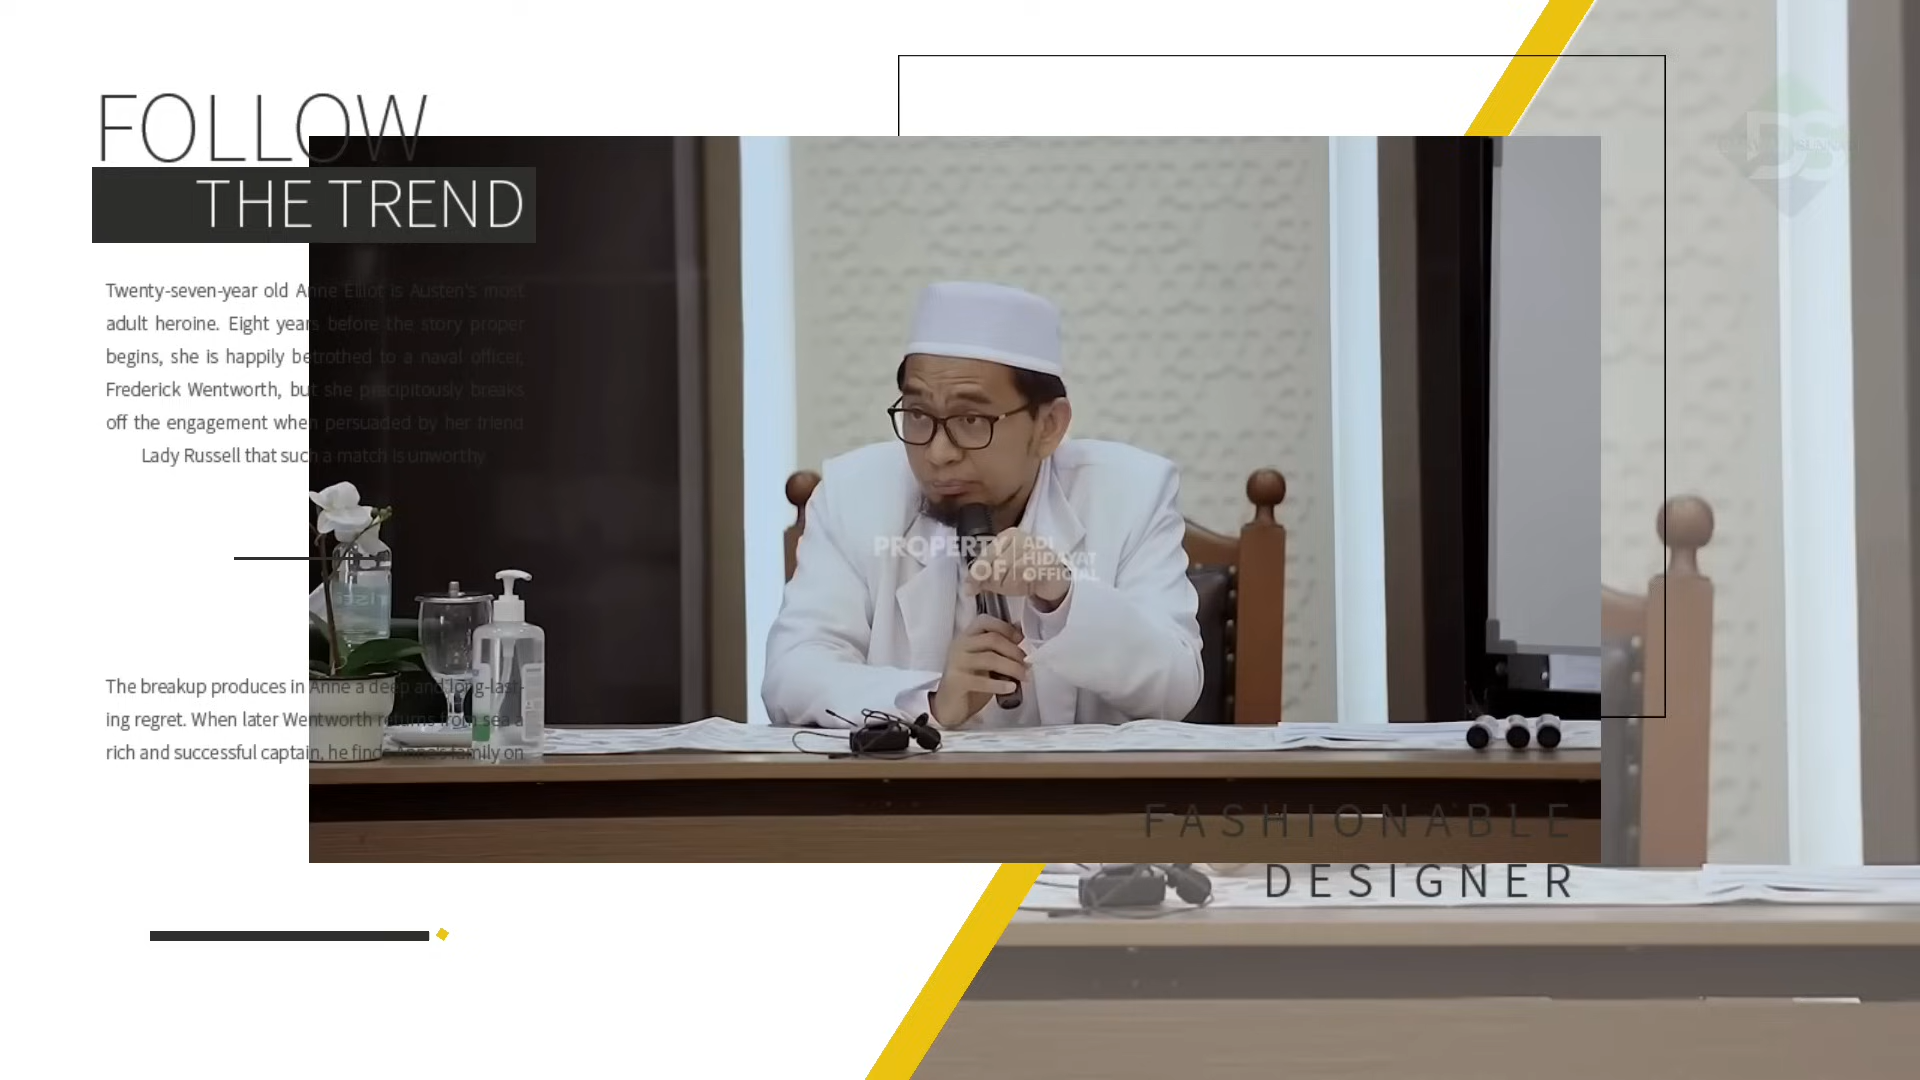 FOLLOW
THE TREND
Twenty-seven-year old Anne Elliot is Austen's most
adult heroine. Eight years before the story proper
begins, she is happily betrothed to a naval officer,
Frederick Wentworth, but she precipitously breaks
off the engagement when persuaded by her friend
Lady Russell that such a match is unworthy
The breakup produces in Anne a deep and long-last-
ing regret. When later Wentworth returns from sea a
rich and successful captain, he finds Anne's family on
PROPERTY OF
ADI
HIDAYAT
OFFICIAL
FASHIONABLE
DESIGNER
DS